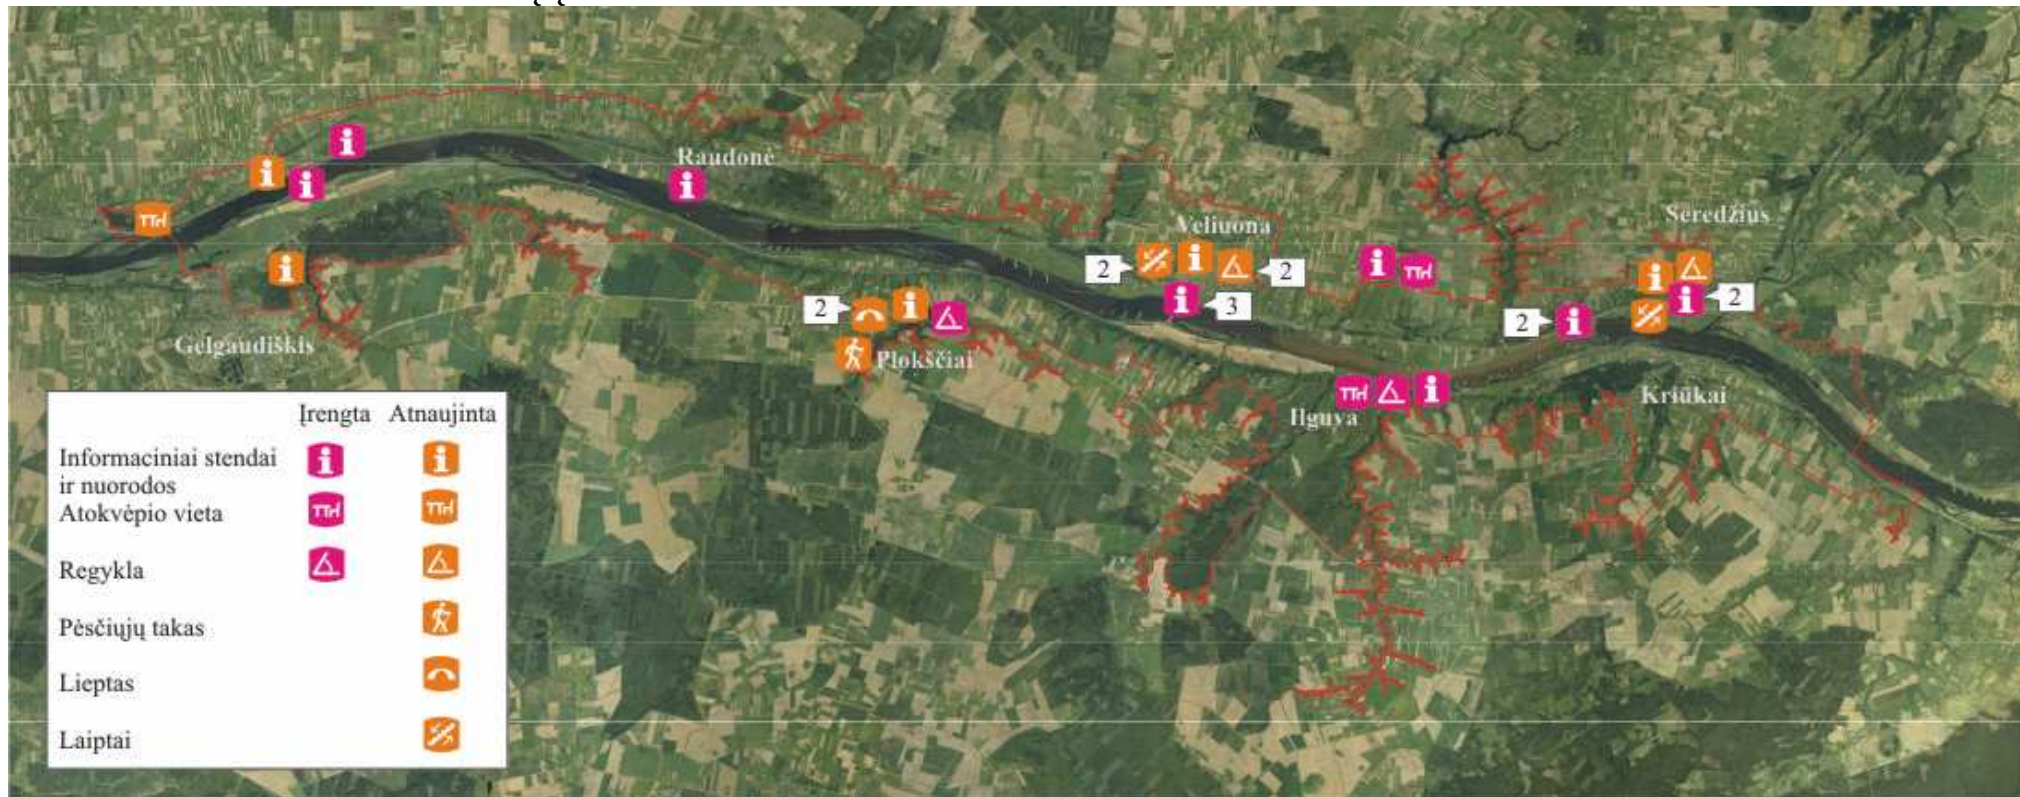 Raudonė
Veliuona
Seredžius
2
2
3
2
2
2
Gelgaudiškis
Plokščiai
Ilguva
Kriūkai
Įrengta Atnaujinta
Informaciniai stendai
ir nuorodos
Atokvėpio vieta
Regykla
Pėsčiųjų takas
Lieptas
Laiptai